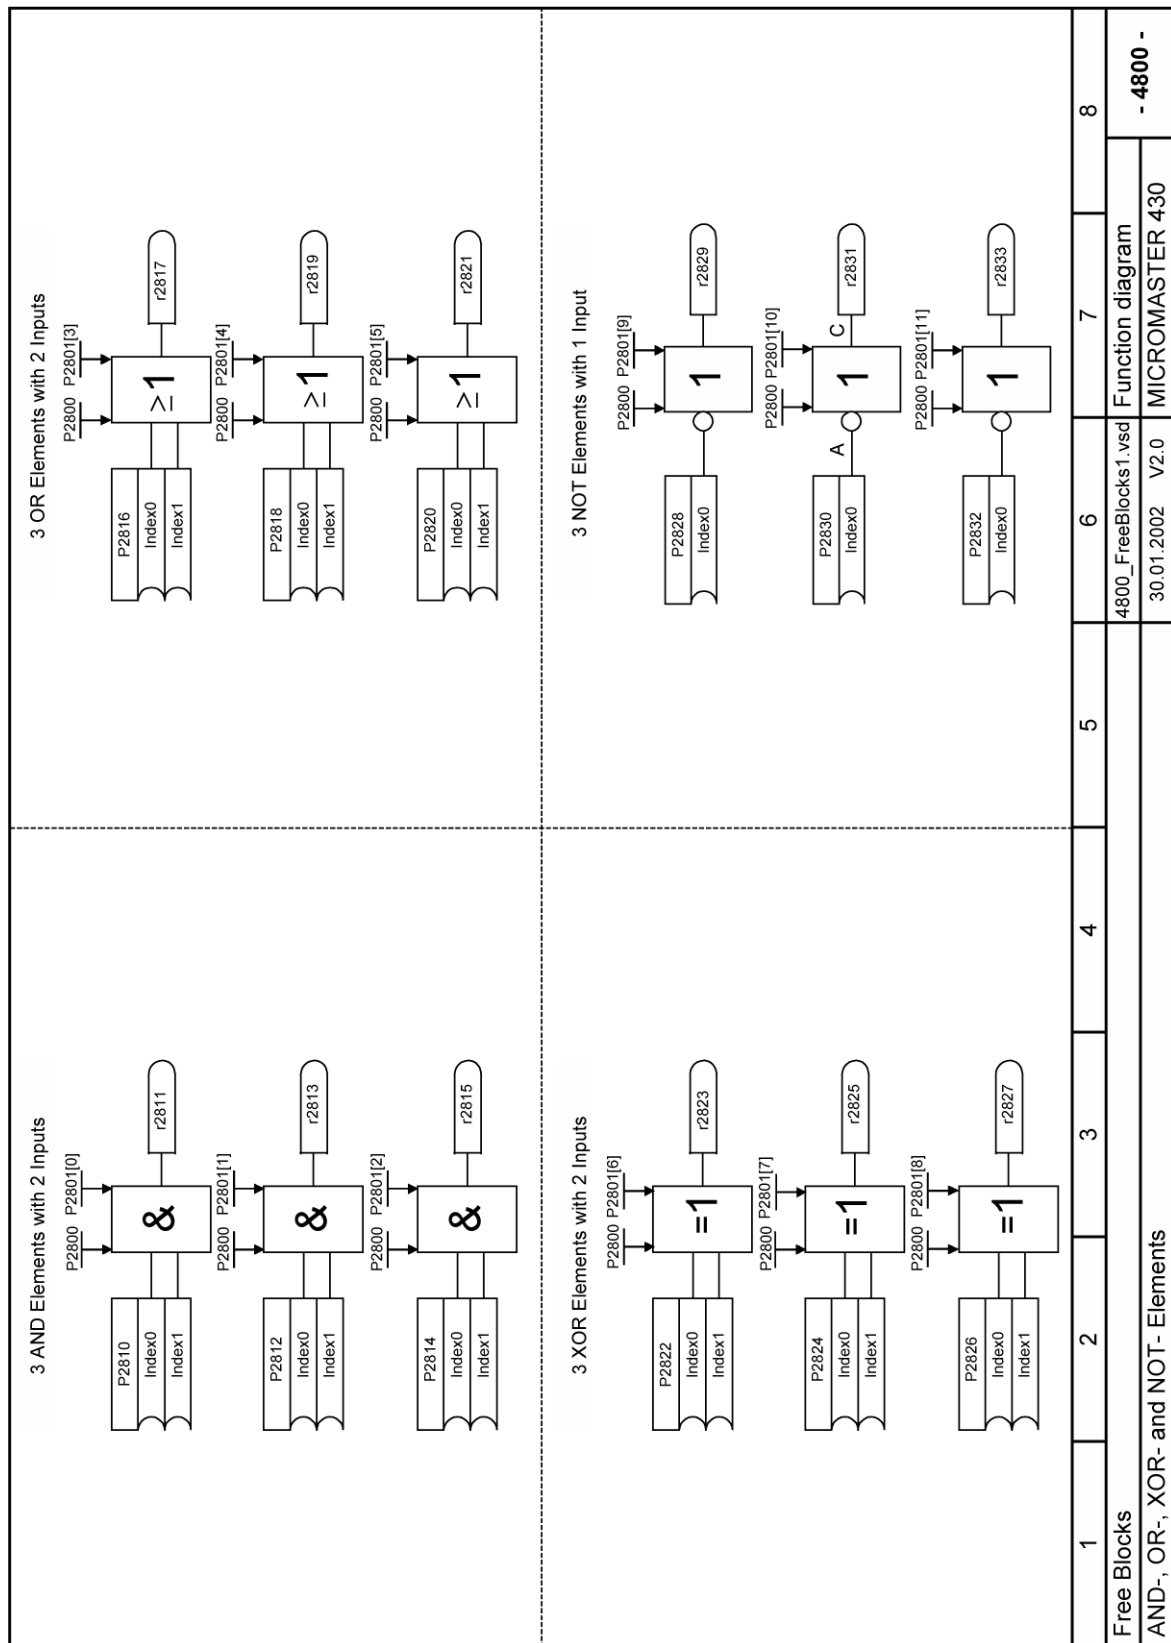 3 AND Elements with 2 Inputs
P2800 P2801[0]
P2810
Index0
Index1
&
r2811
P2800 P2801[1]
P2812
Index0
Index1
&
r2813
P2800 P2801[2]
P2814
Index0
Index1
&
r2815
3 OR Elements with 2 Inputs
P2800 P2801[3]
P2816
Index0
Index1
≥1
r2817
P2800 P2801[4]
P2818
Index0
Index1
≥1
r2819
P2800 P2801[5]
P2820
Index0
Index1
≥1
r2821
3 XOR Elements with 2 Inputs
P2800 P2801[6]
P2822
Index0
Index1
=1
r2823
P2800 P2801[7]
P2824
Index0
Index1
=1
r2825
P2800 P2801[8]
P2826
Index0
Index1
=1
r2827
3 NOT Elements with 1 Input
P2800 P2801[9]
P2828
Index0
1
r2829
P2800 P2801[10]
P2830
Index0
A
1
C
r2831
P2800 P2801[11]
P2832
Index0
1
r2833
1 2 3 4 5 6 7 8
Free Blocks
4800_FreeBlocks1.vsd
Function diagram
- 4800 -
AND-, OR-, XOR- and NOT- Elements
30.01.2002 V2.0
MICROMASTER 430